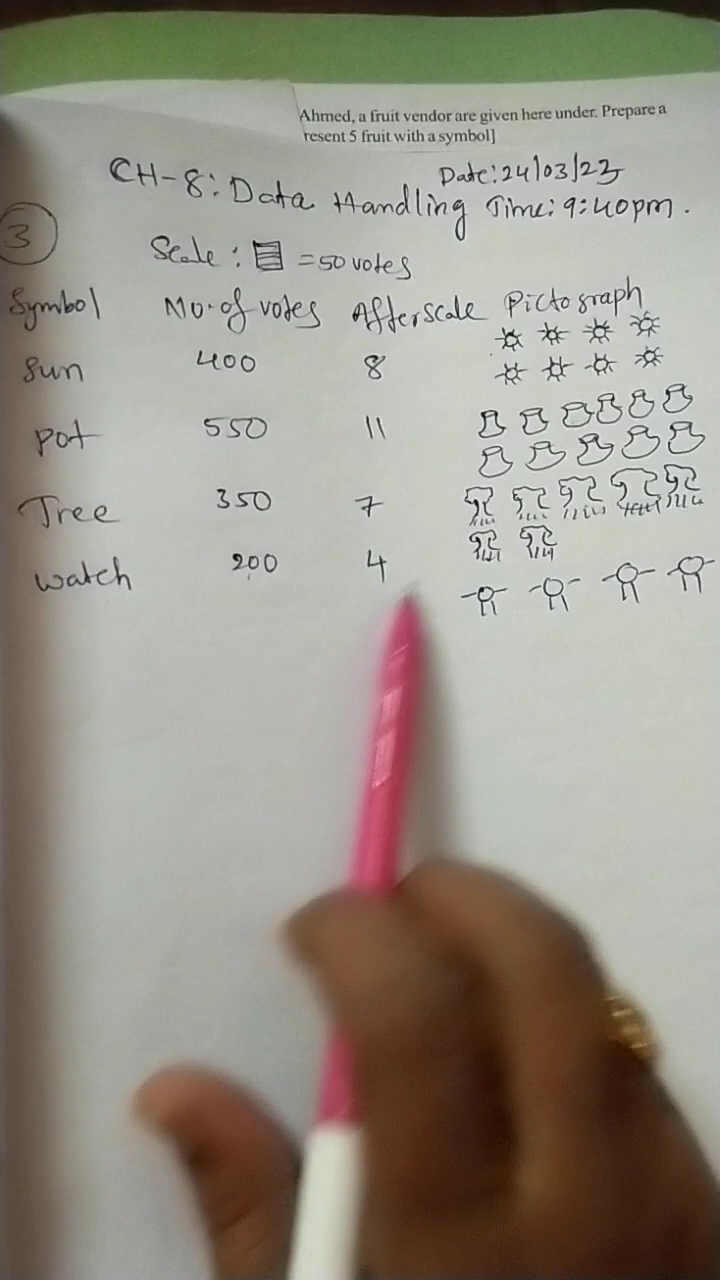 Ahmed, a fruit vendor are given here under. Prepare a
resent 5 fruit with a symbol]
CH-8: Data Handling
Date: 24/03/23
Time: 9:40pm.
3
Scale: = 50 votes
Symbol No. of votes After scale Pictograph
Sun 400 8
Pot 550 11
Tree 350 7
watch 200 4